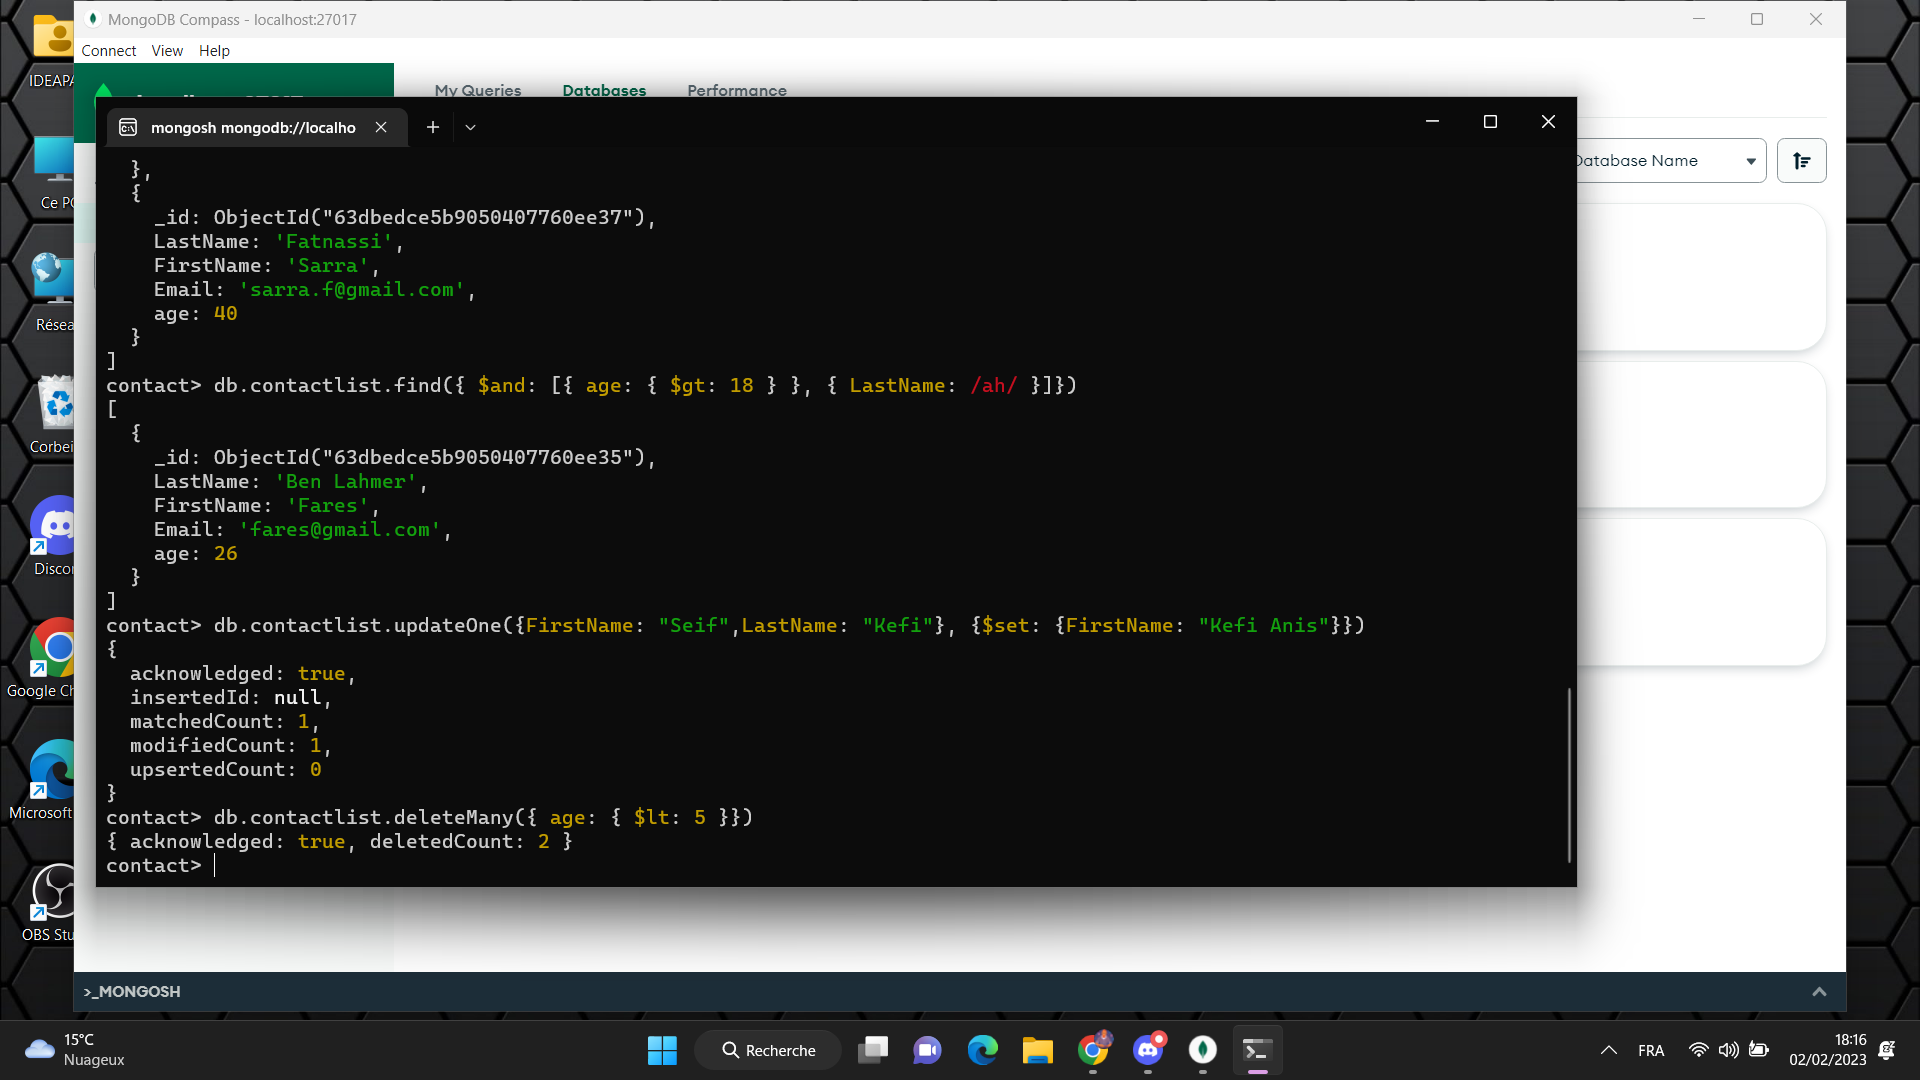 MongoDB Compass - localhost:27017
Connect View Help
My Queries Databases Performance
mongosh mongodb://localho
Database Name
},
{
_id: ObjectId("63dbedce5b9050407760ee37"),
LastName: 'Fatnassi',
FirstName: 'Sarra',
Email: 'sarra.f@gmail.com',
age: 40
}
]
contact> db.contactlist.find({ $and: [{ age: { $gt: 18 } }, { LastName: /ah/ }]})
[
{
_id: ObjectId("63dbedce5b9050407760ee35"),
LastName: 'Ben Lahmer',
FirstName: 'Fares',
Email: 'fares@gmail.com',
age: 26
}
]
contact> db.contactlist.updateOne({FirstName: "Seif",LastName: "Kefi"}, {$set: {FirstName: "Kefi Anis"}})
{
acknowledged: true,
insertedId: null,
matchedCount: 1,
modifiedCount: 1,
upsertedCount: 0
}
contact> db.contactlist.deleteMany({ age: { $lt: 5 }})
{ acknowledged: true, deletedCount: 2 }
contact>
>_MONGOSH
IDEAPA
Ce PC
Résea
Corbei
Discor
Google Ch
Microsoft
OBS Stu
15°C
Nuageux
Recherche
FRA
18:16
02/02/2023